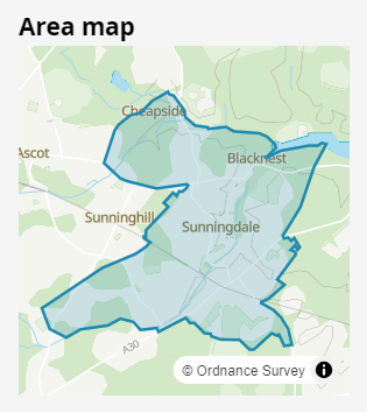 Area map
Cheapside
Ascot
Blacknest
Sunninghill
Sunningdale
A30
© Ordnance Survey